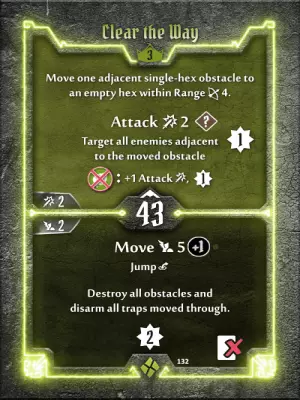 Clear the Way
3
Move one adjacent single-hex obstacle to
an empty hex within Range 4.
Attack 2 ?
Target all enemies adjacent
to the moved obstacle
1
: +1 Attack , 1
2
43
2
Move 5 +1
Jump
Destroy all obstacles and
disarm all traps moved through.
2
132